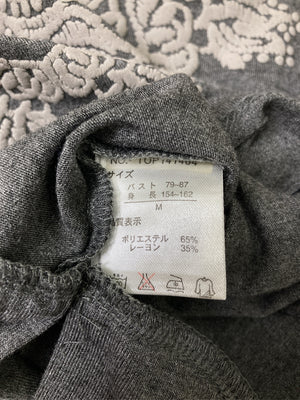 サイズ
バスト 79-87
身長 154-162
M
品質表示
ポリエステル 65%
レーヨン 35%